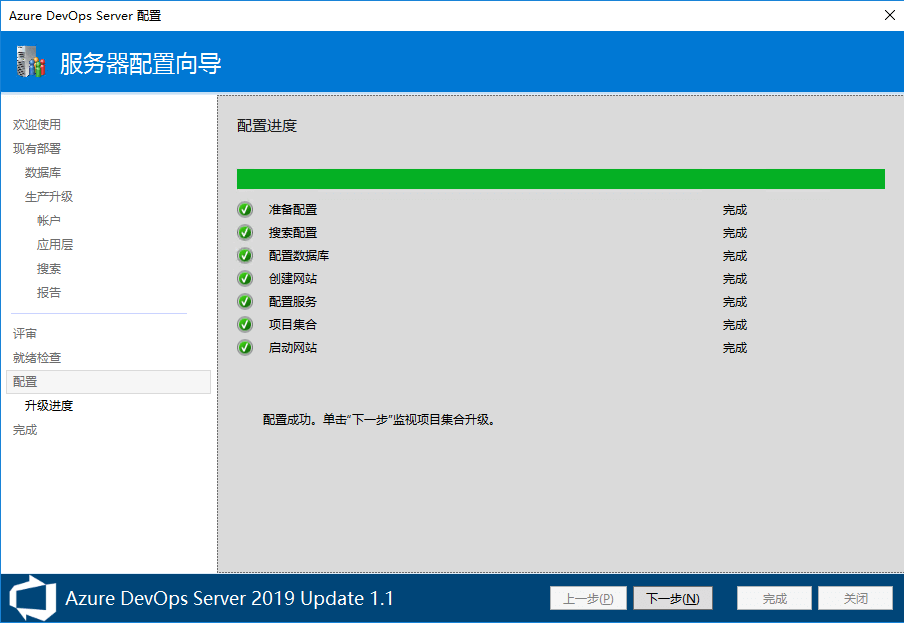 Azure DevOps Server 配置
服务器配置向导
欢迎使用
现有部署
数据库
生产升级
帐户
应用层
搜索
报告
评审
就绪检查
配置
升级进度
完成
配置进度
准备配置 完成
搜索配置 完成
配置数据库 完成
创建网站 完成
配置服务 完成
项目集合 完成
启动网站 完成
配置成功。单击“下一步”监视项目集合升级。
Azure DevOps Server 2019 Update 1.1
上一步(P) 下一步(N) 完成 关闭